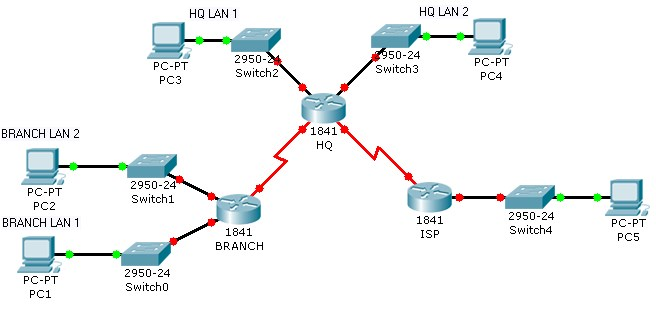 HQ LAN 1
HQ LAN 2
PC-PT
PC3
2950-24
Switch2
2950-24
Switch3
PC-PT
PC4
1841
HQ
BRANCH LAN 2
PC-PT
PC2
2950-24
Switch1
BRANCH LAN 1
PC-PT
PC1
2950-24
Switch0
1841
BRANCH
1841
ISP
2950-24
Switch4
PC-PT
PC5